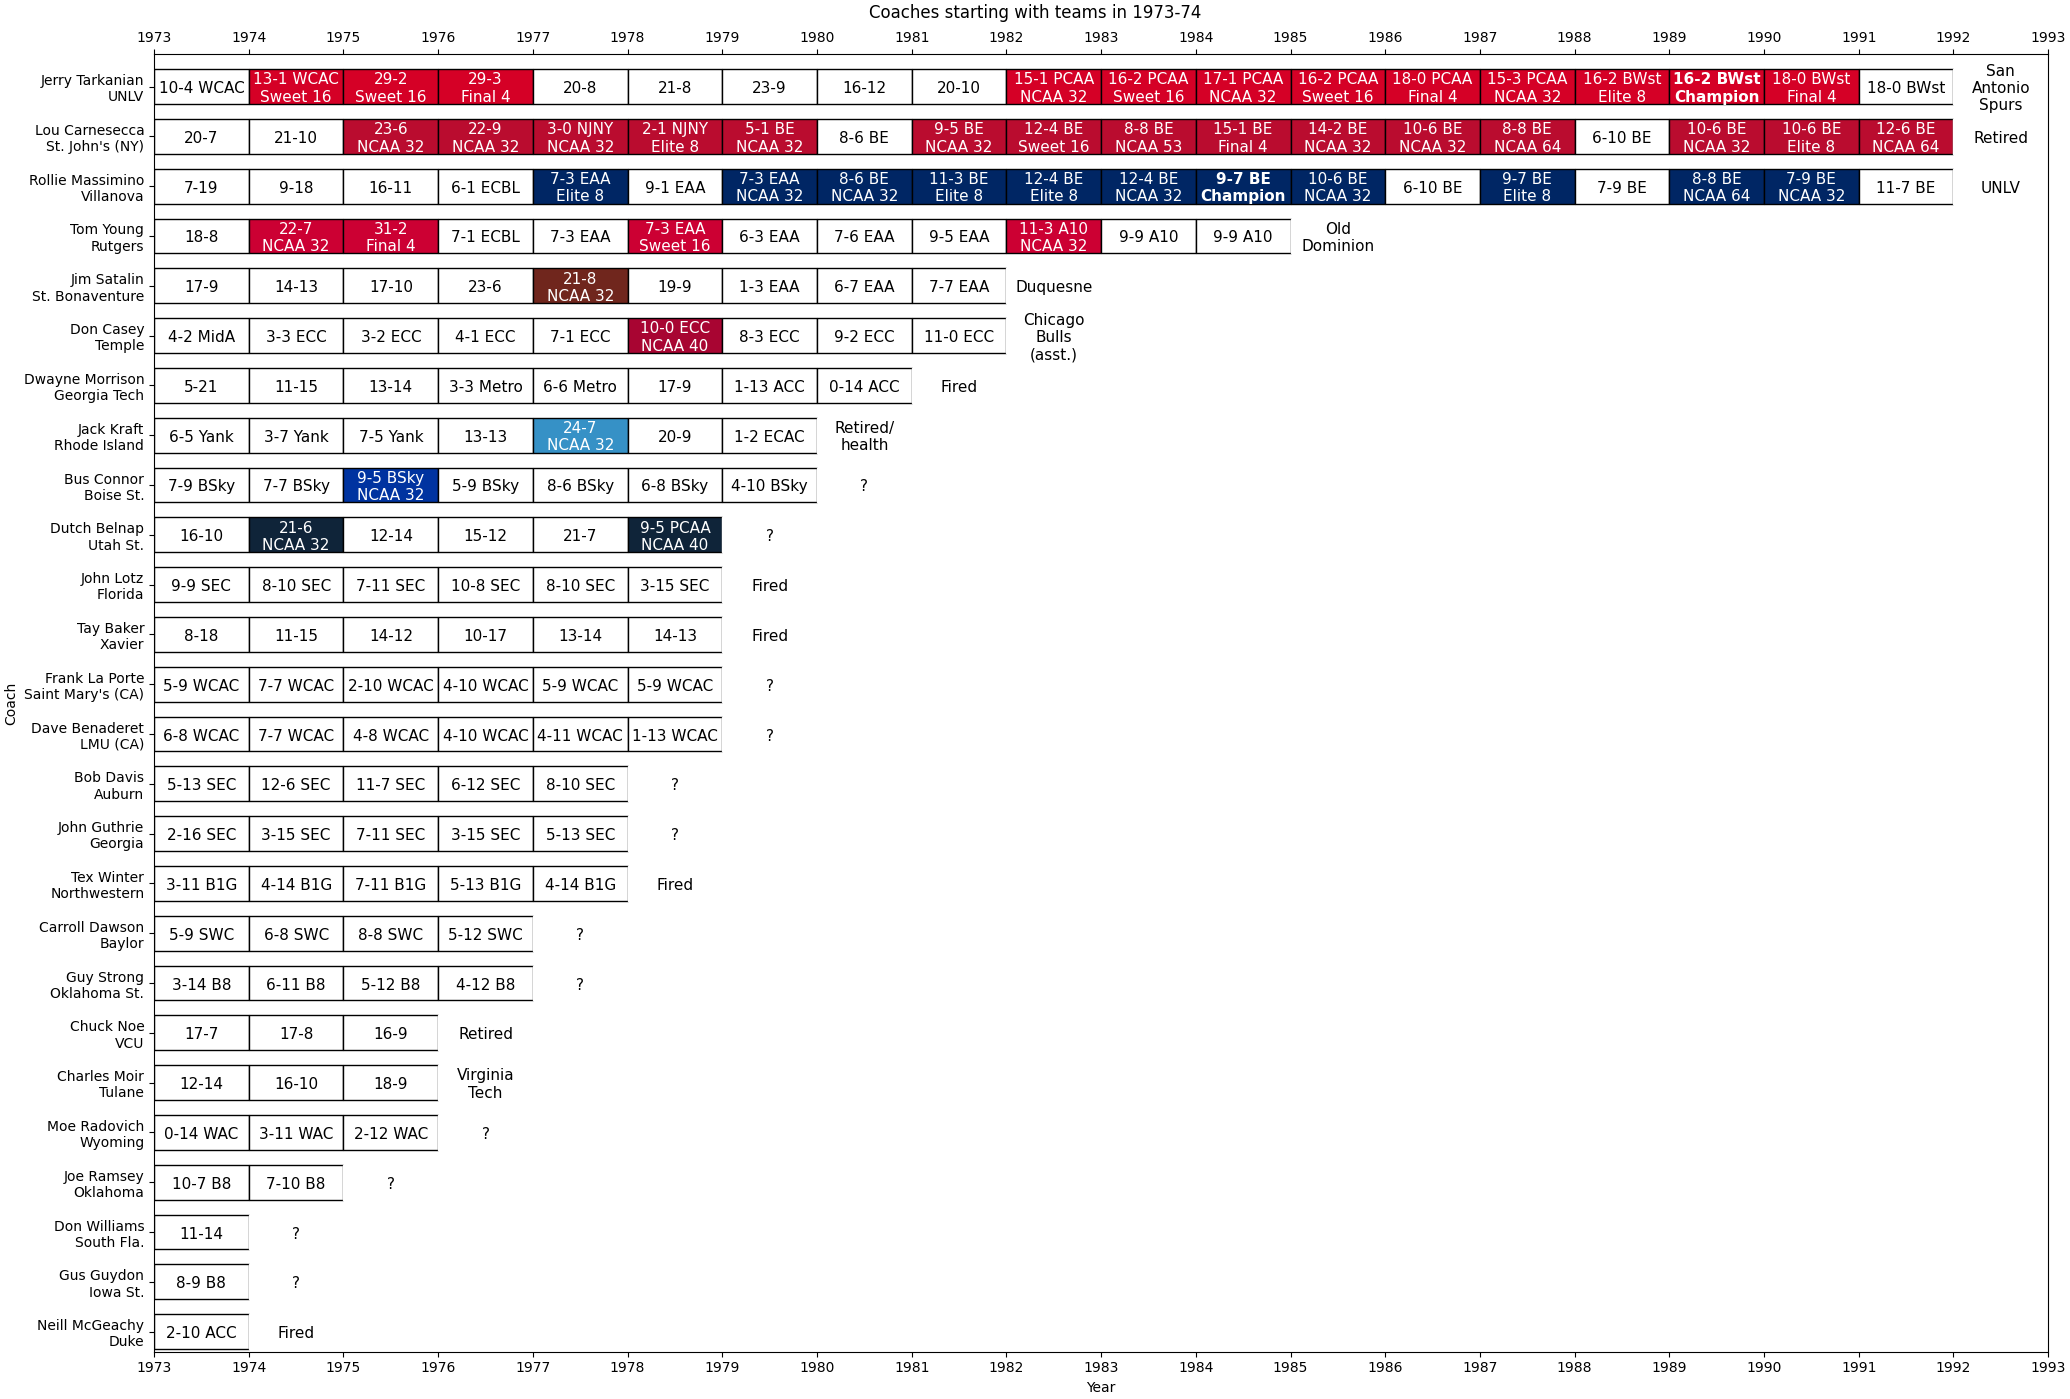 Coaches starting with teams in 1973-74
1973 1974 1975 1976 1977 1978 1979 1980 1981 1982 1983 1984 1985 1986 1987 1988 1989 1990 1991 1992 1993
Jerry Tarkanian
UNLV
10-4 WCAC
13-1 WCAC
Sweet 16
29-2
Sweet 16
29-3
Final 4
20-8
21-8
23-9
16-12
20-10
15-1 PCAA
NCAA 32
16-2 PCAA
Sweet 16
17-1 PCAA
NCAA 32
16-2 PCAA
Sweet 16
18-0 PCAA
Final 4
15-3 PCAA
NCAA 32
16-2 BWst
Elite 8
16-2 BWst
Champion
18-0 BWst
Final 4
18-0 BWst
San
Antonio
Spurs
Lou Carnesecca
St. John's (NY)
20-7
21-10
23-6
NCAA 32
22-9
NCAA 32
3-0 NJNY
NCAA 32
2-1 NJNY
Elite 8
5-1 BE
NCAA 32
8-6 BE
9-5 BE
NCAA 32
12-4 BE
Sweet 16
8-8 BE
NCAA 53
15-1 BE
Final 4
14-2 BE
NCAA 32
10-6 BE
NCAA 32
8-8 BE
NCAA 64
6-10 BE
10-6 BE
NCAA 32
10-6 BE
Elite 8
12-6 BE
NCAA 64
Retired
Rollie Massimino
Villanova
7-19
9-18
16-11
6-1 ECBL
7-3 EAA
Elite 8
9-1 EAA
7-3 EAA
NCAA 32
8-6 BE
NCAA 32
11-3 BE
Elite 8
12-4 BE
Elite 8
12-4 BE
NCAA 32
9-7 BE
Champion
10-6 BE
NCAA 32
6-10 BE
9-7 BE
Elite 8
7-9 BE
8-8 BE
NCAA 64
7-9 BE
NCAA 32
11-7 BE
UNLV
Tom Young
Rutgers
18-8
22-7
NCAA 32
31-2
Final 4
7-1 ECBL
7-3 EAA
7-3 EAA
Sweet 16
6-3 EAA
7-6 EAA
9-5 EAA
11-3 A10
NCAA 32
9-9 A10
9-9 A10
Old
Dominion
Jim Satalin
St. Bonaventure
17-9
14-13
17-10
23-6
21-8
NCAA 32
19-9
1-3 EAA
6-7 EAA
7-7 EAA
Duquesne
Don Casey
Temple
4-2 MidA
3-3 ECC
3-2 ECC
4-1 ECC
7-1 ECC
10-0 ECC
NCAA 40
8-3 ECC
9-2 ECC
11-0 ECC
Chicago
Bulls
(asst.)
Dwayne Morrison
Georgia Tech
5-21
11-15
13-14
3-3 Metro
6-6 Metro
17-9
1-13 ACC
0-14 ACC
Fired
Jack Kraft
Rhode Island
6-5 Yank
3-7 Yank
7-5 Yank
13-13
24-7
NCAA 32
20-9
1-2 ECAC
Retired/
health
Bus Connor
Boise St.
7-9 BSky
7-7 BSky
9-5 BSky
NCAA 32
5-9 BSky
8-6 BSky
6-8 BSky
4-10 BSky
?
Dutch Belnap
Utah St.
16-10
21-6
NCAA 32
12-14
15-12
21-7
9-5 PCAA
NCAA 40
?
John Lotz
Florida
9-9 SEC
8-10 SEC
7-11 SEC
10-8 SEC
8-10 SEC
3-15 SEC
Fired
Tay Baker
Xavier
8-18
11-15
14-12
10-17
13-14
14-13
Fired
Frank La Porte
Saint Mary's (CA)
5-9 WCAC
7-7 WCAC
2-10 WCAC
4-10 WCAC
5-9 WCAC
5-9 WCAC
?
Dave Benaderet
LMU (CA)
6-8 WCAC
7-7 WCAC
4-8 WCAC
4-10 WCAC
4-11 WCAC
1-13 WCAC
?
Bob Davis
Auburn
5-13 SEC
12-6 SEC
11-7 SEC
6-12 SEC
8-10 SEC
?
John Guthrie
Georgia
2-16 SEC
3-15 SEC
7-11 SEC
3-15 SEC
5-13 SEC
?
Tex Winter
Northwestern
3-11 B1G
4-14 B1G
7-11 B1G
5-13 B1G
4-14 B1G
Fired
Carroll Dawson
Baylor
5-9 SWC
6-8 SWC
8-8 SWC
5-12 SWC
?
Guy Strong
Oklahoma St.
3-14 B8
6-11 B8
5-12 B8
4-12 B8
?
Chuck Noe
VCU
17-7
17-8
16-9
Retired
Charles Moir
Tulane
12-14
16-10
18-9
Virginia
Tech
Moe Radovich
Wyoming
0-14 WAC
3-11 WAC
2-12 WAC
?
Joe Ramsey
Oklahoma
10-7 B8
7-10 B8
?
Don Williams
South Fla.
11-14
?
Gus Guydon
Iowa St.
8-9 B8
?
Neill McGeachy
Duke
2-10 ACC
Fired
Coach
1973 1974 1975 1976 1977 1978 1979 1980 1981 1982 1983 1984 1985 1986 1987 1988 1989 1990 1991 1992 1993
Year